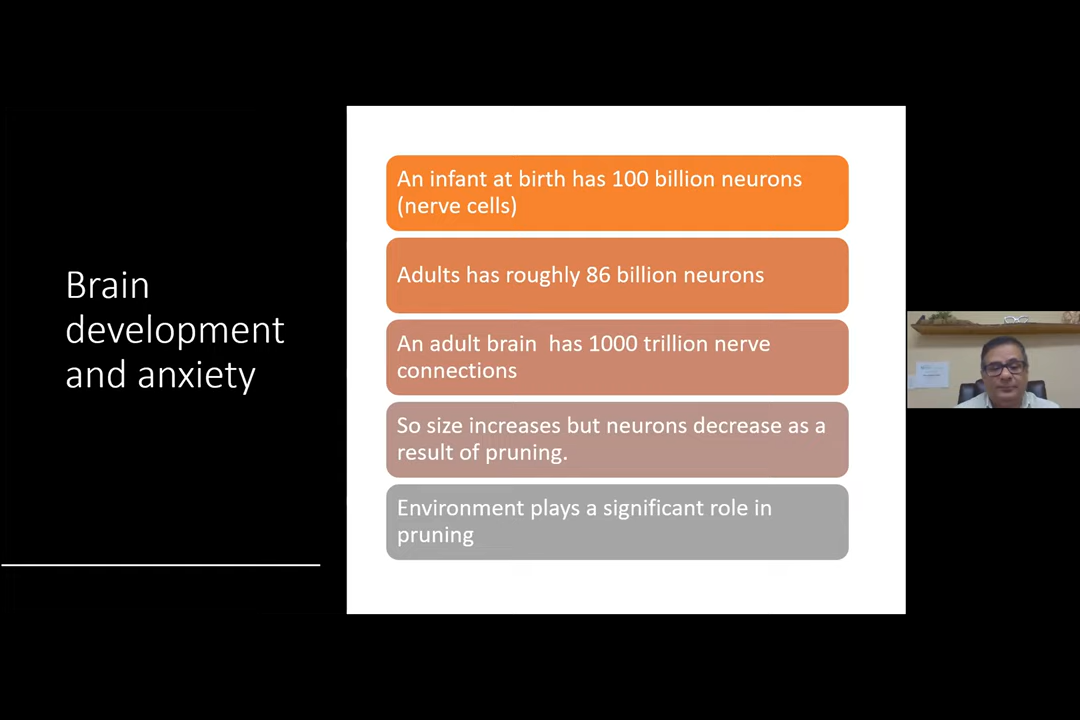 Brain
development
and anxiety
An infant at birth has 100 billion neurons
(nerve cells)
Adults has roughly 86 billion neurons
An adult brain  has 1000 trillion nerve
connections
So size increases but neurons decrease as a
result of pruning.
Environment plays a significant role in
pruning